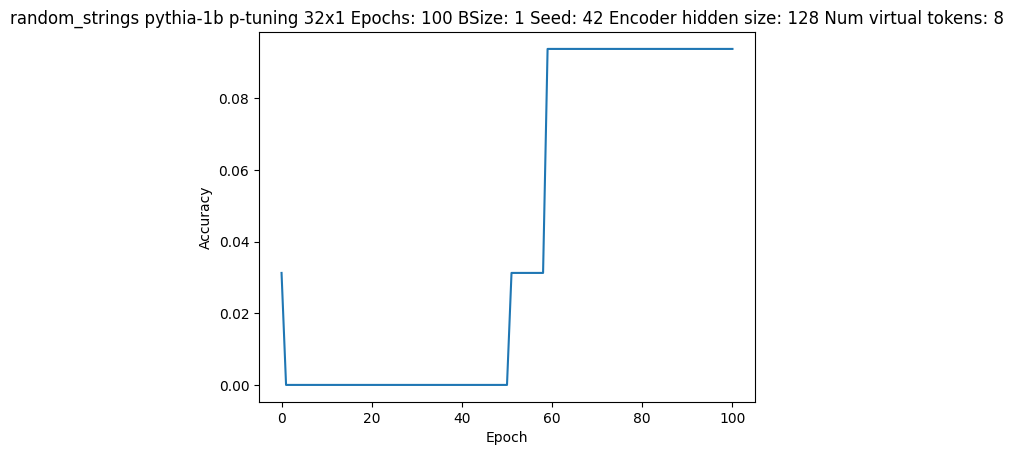 random_strings pythia-1b p-tuning 32x1 Epochs: 100 BSize: 1 Seed: 42 Encoder hidden size: 128 Num virtual tokens: 8
0.08
0.06
0.04
0.02
0.00
Accuracy
0 20 40 60 80 100
Epoch